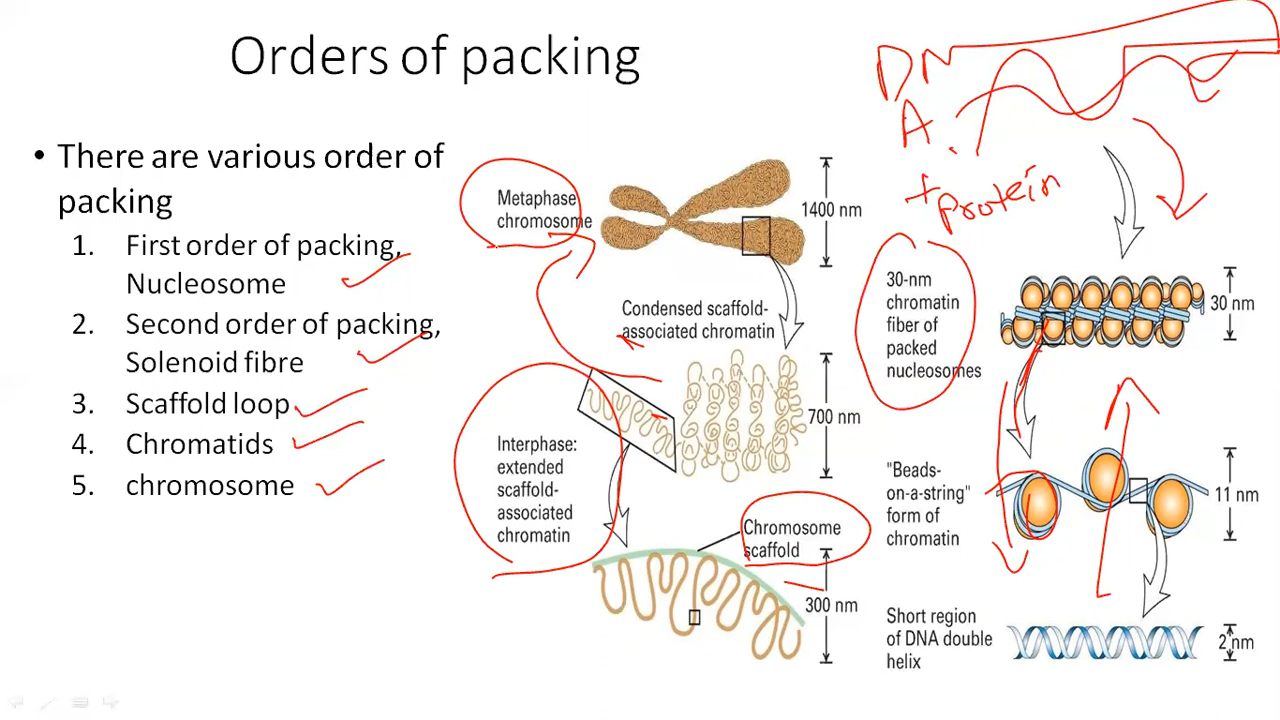 Orders of packing
• There are various order of
packing
1. First order of packing,
Nucleosome
2. Second order of packing,
Solenoid fibre
3. Scaffold loop
4. Chromatids
5. chromosome
Metaphase
chromosome
1400 nm
Condensed scaffold-
associated chromatin
700 nm
Interphase:
extended
scaffold-
associated
chromatin
Chromosome
scaffold
300 nm
DN
A.
+ protein
30-nm
chromatin
fiber of
packed
nucleosomes
30 nm
"Beads-
on-a-string"
form of
chromatin
11 nm
Short region
of DNA double
helix
2 nm